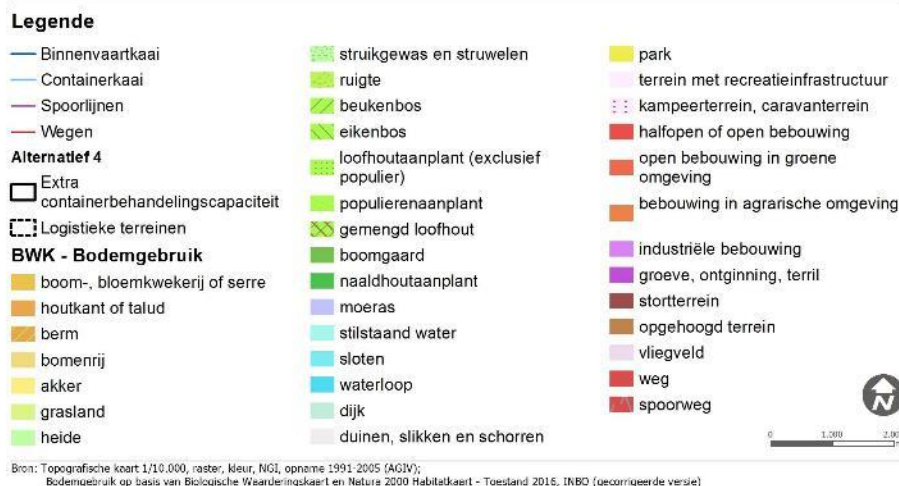 Legende
Binnenvaartkaai
Containerkaai
Spoorlijnen
Wegen
Alternatief 4
Extra
containerbehandelingscapaciteit
Logistieke terreinen
BWK - Bodemgebruik
boom-, bloemkwekerij of serre
houtkant of talud
berm
bomenrij
akker
grasland
heide
struikgewas en struwelen
ruigte
beukenbos
eikenbos
loofhoutaanplant (exclusief
populier)
populierenaanplant
gemengd loofhout
boomgaard
naaldhoutaanplant
moeras
stilstaand water
sloten
waterloop
dijk
duinen, slikken en schorren
park
terrein met recreatieinfrastructuur
kampeerterrein, caravanterrein
halfopen of open bebouwing
open bebouwing in groene
omgeving
bebouwing in agrarische omgeving
industriële bebouwing
groeve, ontginning, terril
stortterrein
opgehoogd terrein
vliegveld
weg
spoorweg
N
0 1.000 2.00
Bron: Topografische kaart 1/10.000, raster, kleur, NGI, opname 1991-2005 (AGIV);
Bodemgebruik op basis van Biologische Waarderingskaart en Natura 2000 Habitatkaart - Toestand 2016, INBO (gecorrigeerde versie)